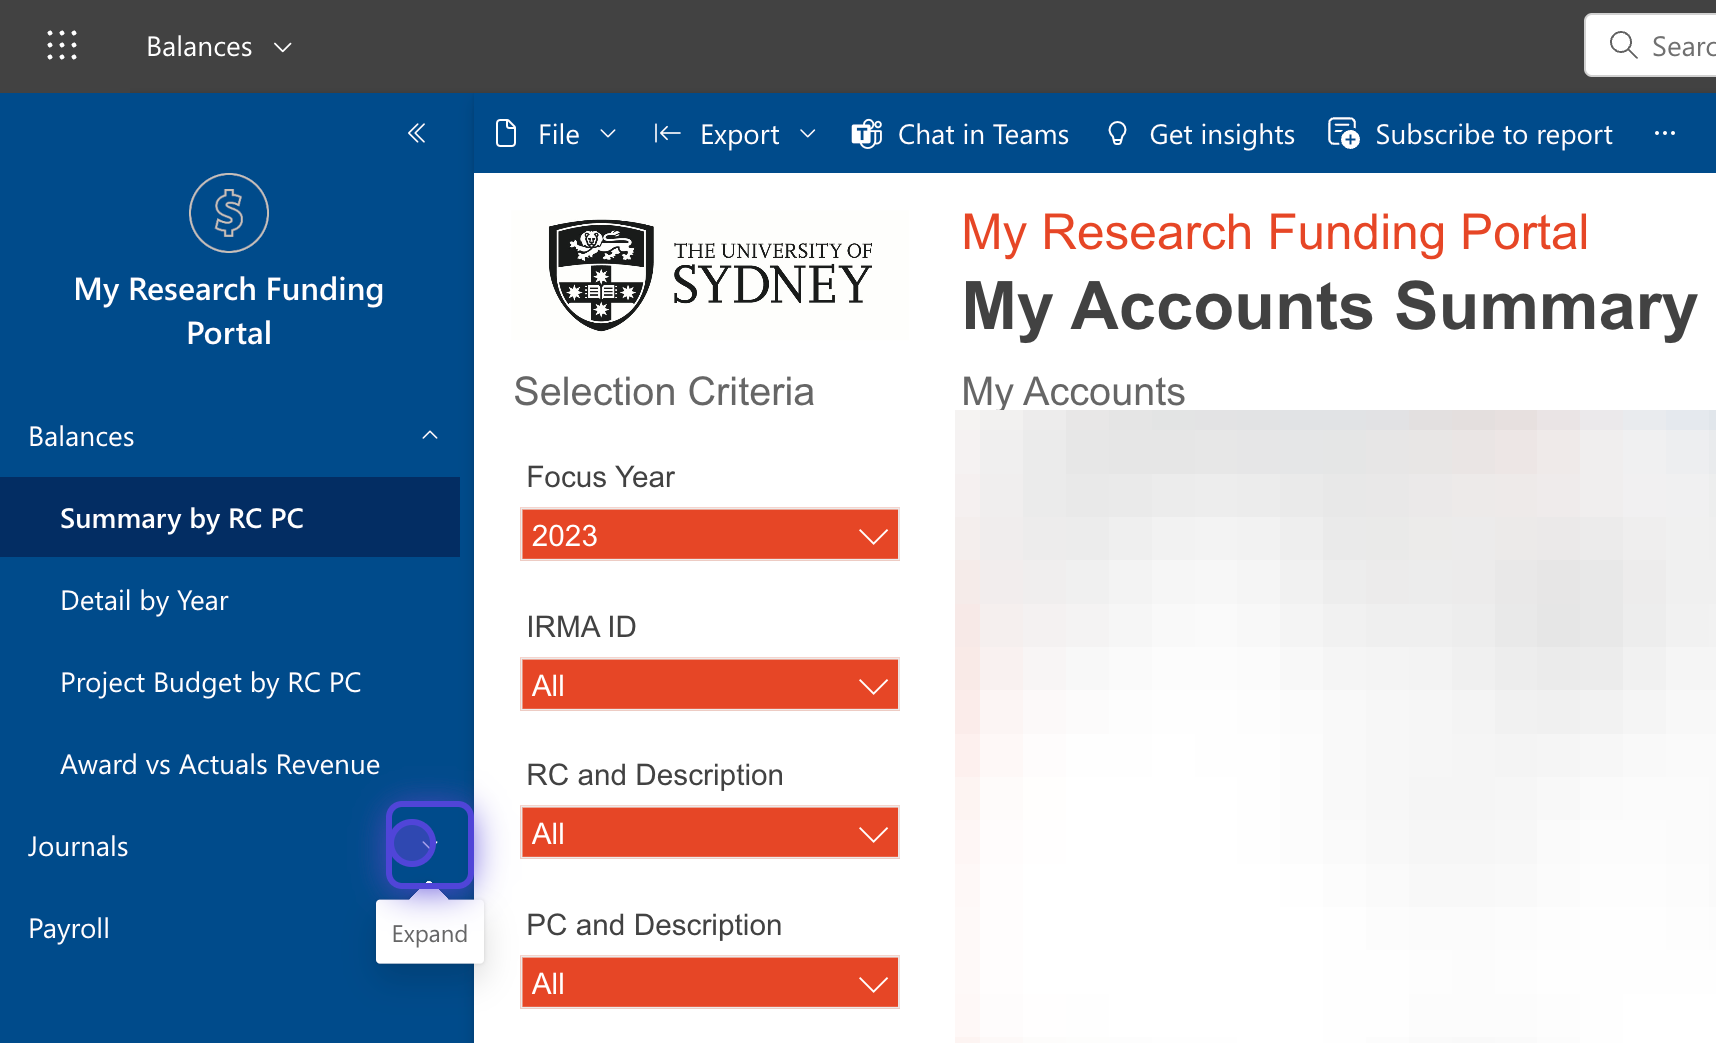 Balances
Searc
File
Export
Chat in Teams
Get insights
Subscribe to report
My Research Funding
Portal
Balances
Summary by RC PC
Detail by Year
Project Budget by RC PC
Award vs Actuals Revenue
Journals
Payroll
Expand
THE UNIVERSITY OF
SYDNEY
My Research Funding Portal
My Accounts Summary
Selection Criteria
My Accounts
Focus Year
2023
IRMA ID
All
RC and Description
All
PC and Description
All